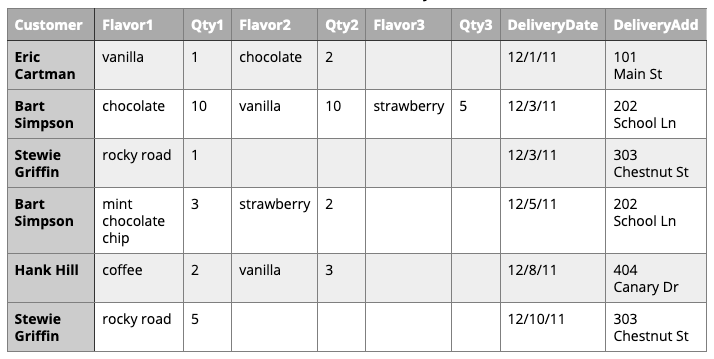 Customer Flavor1 Qty1 Flavor2 Qty2 Flavor3 Qty3 DeliveryDate DeliveryAdd
Eric vanilla 1 chocolate 2 12/1/11 101
Cartman Main St
Bart chocolate 10 vanilla 10 strawberry 5 12/3/11 202
Simpson School Ln
Stewie rocky road 1 12/3/11 303
Griffin Chestnut St
Bart mint 3 strawberry 2 12/5/11 202
Simpson chocolate School Ln
chip
Hank Hill coffee 2 vanilla 3 12/8/11 404
Canary Dr
Stewie rocky road 5 12/10/11 303
Griffin Chestnut St